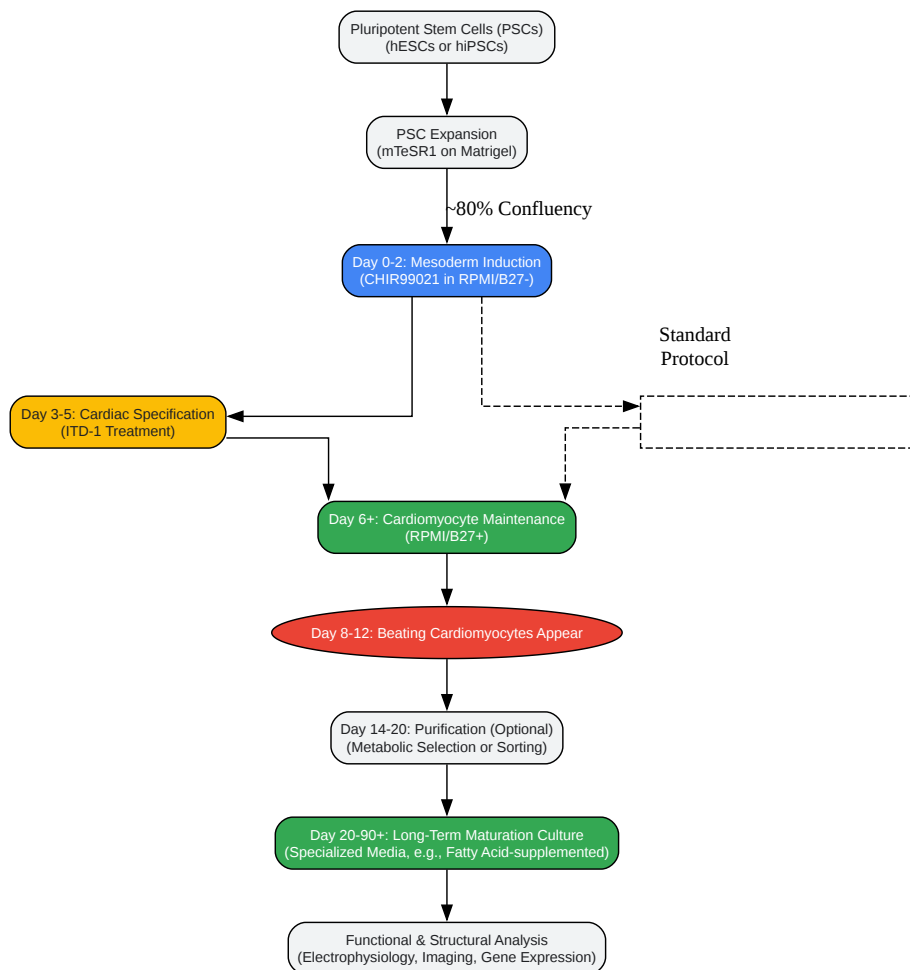 Pluripotent Stem Cells (PSCs)
(hESCs or hiPSCs)
PSC Expansion
(mTeSR1 on Matrigel)
~80% Confluency
Day 0-2: Mesoderm Induction
(CHIR99021 in RPMI/B27-)
Standard
Protocol
Day 3-5: Cardiac Specification
(ITD-1 Treatment)
Day 6+: Cardiomyocyte Maintenance
(RPMI/B27+)
Day 8-12: Beating Cardiomyocytes Appear
Day 14-20: Purification (Optional)
(Metabolic Selection or Sorting)
Day 20-90+: Long-Term Maturation Culture
(Specialized Media, e.g., Fatty Acid-supplemented)
Functional & Structural Analysis
(Electrophysiology, Imaging, Gene Expression)